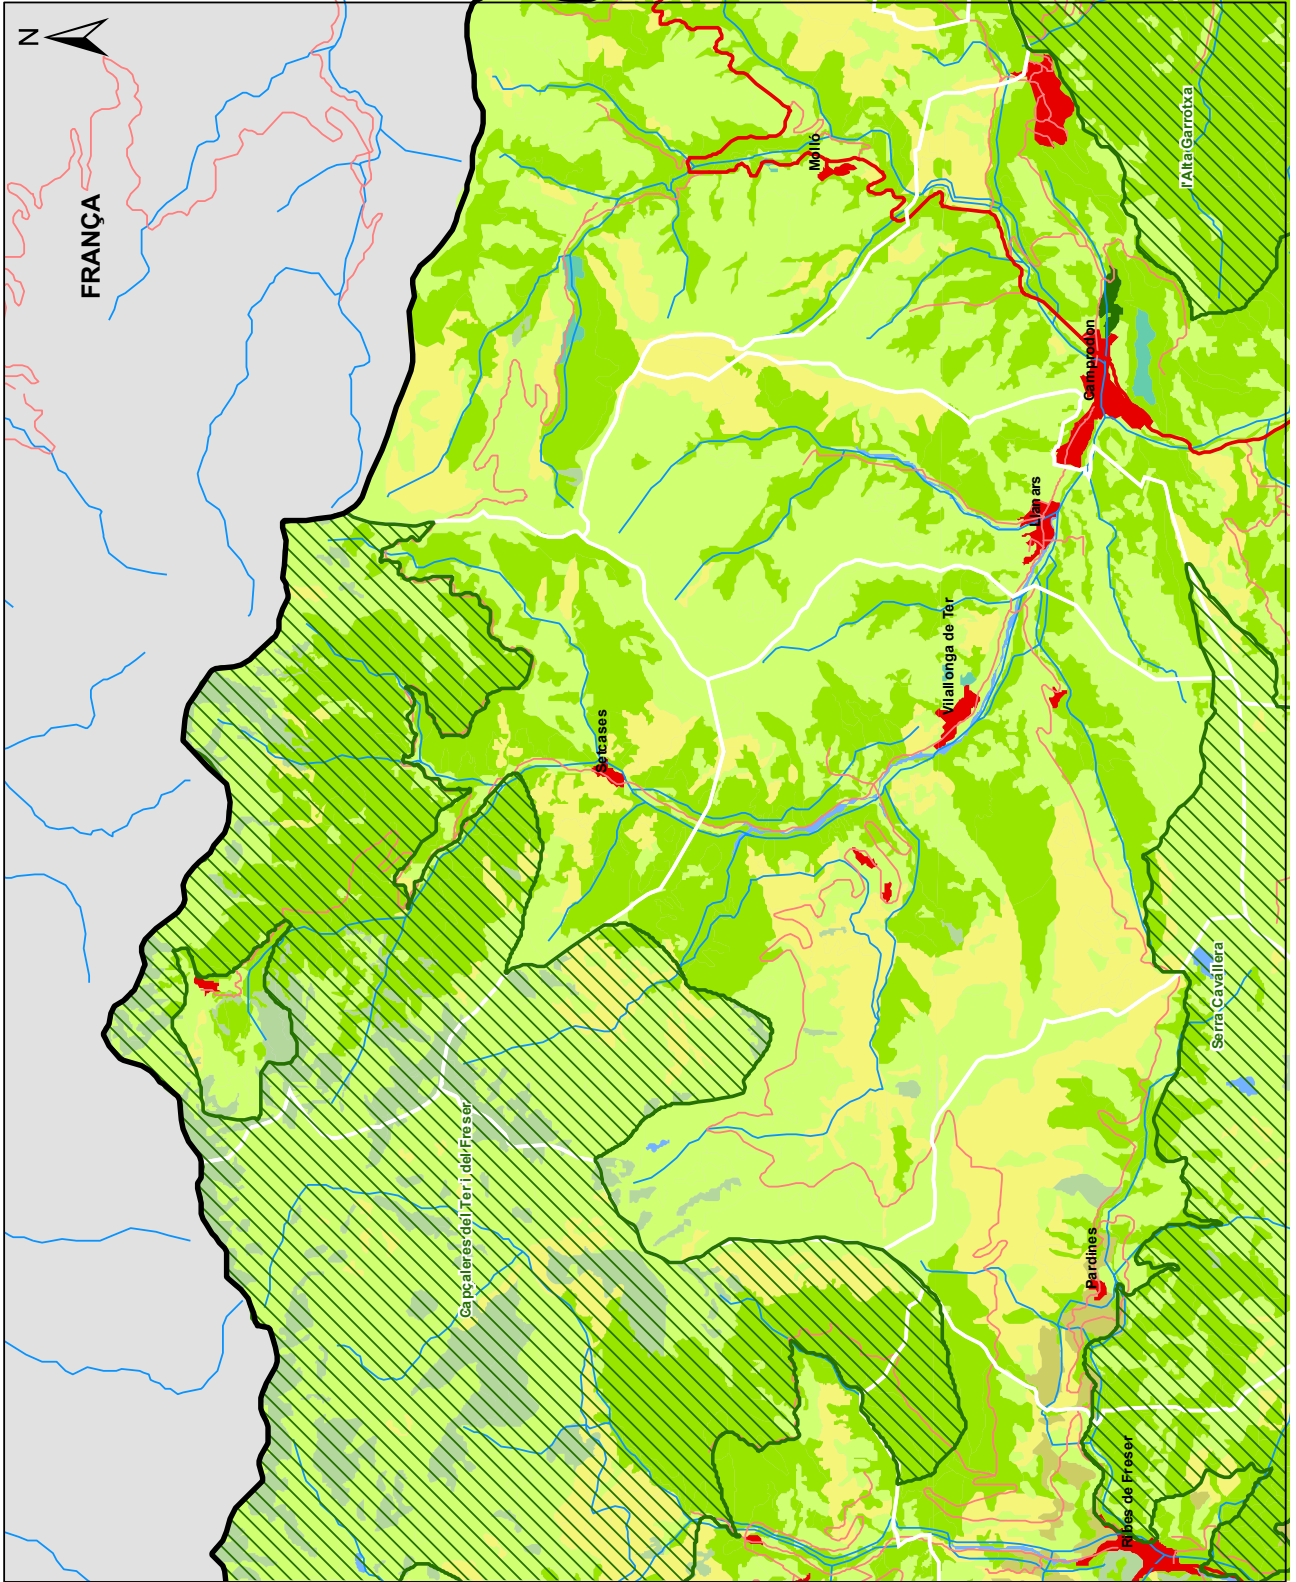 N
FRANÇA
Molló
l'Alta Garrotxa
Camprodon
Llanars
Vilallonga de Ter
Setcases
Serra Cavallera
Capçaleres del Ter i del Freser
Pardines
Ribes de Freser